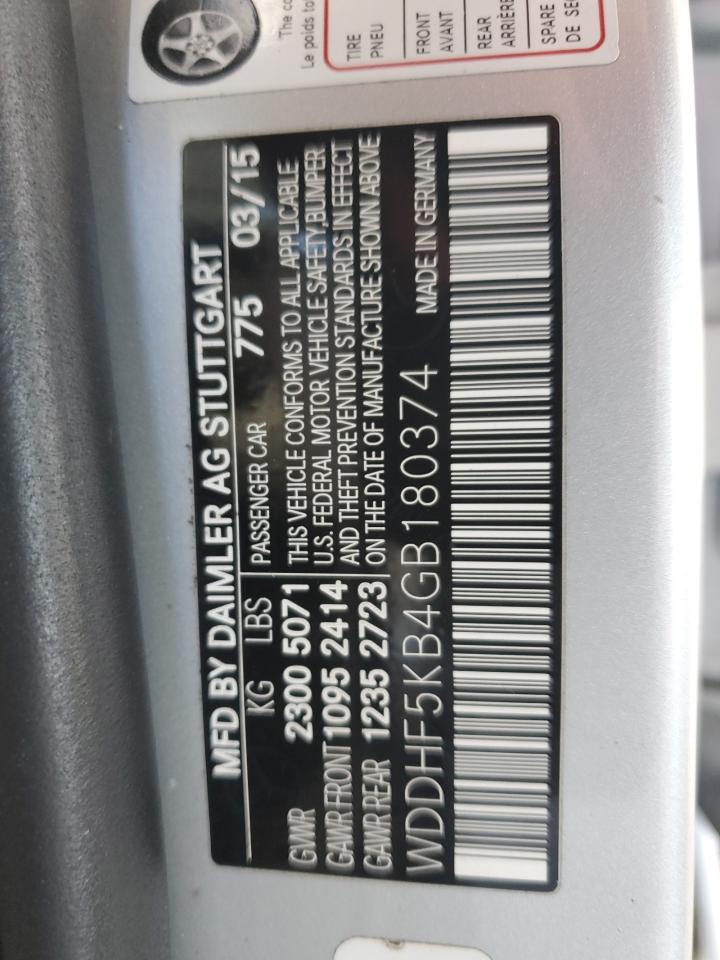 The
Le poids
TIRE
PNEU
FRONT
AVANT
REAR
ARRIÈRE
SPARE
DE
MFD BY DAIMLER AG STUTTGART
KG LBS PASSENGER CAR 775 03/15
GVWR 2300 5071 THIS VEHICLE CONFORMS TO ALL APPLICABLE
GAWR FRONT 1095 2414 U.S. FEDERAL MOTOR VEHICLE SAFETY, BUMPER,
GAWR REAR 1235 2723 AND THEFT PREVENTION STANDARDS IN EFFECT
ON THE DATE OF MANUFACTURE SHOWN ABOVE
WDDHF5KB4GB180374 MADE IN GERMANY